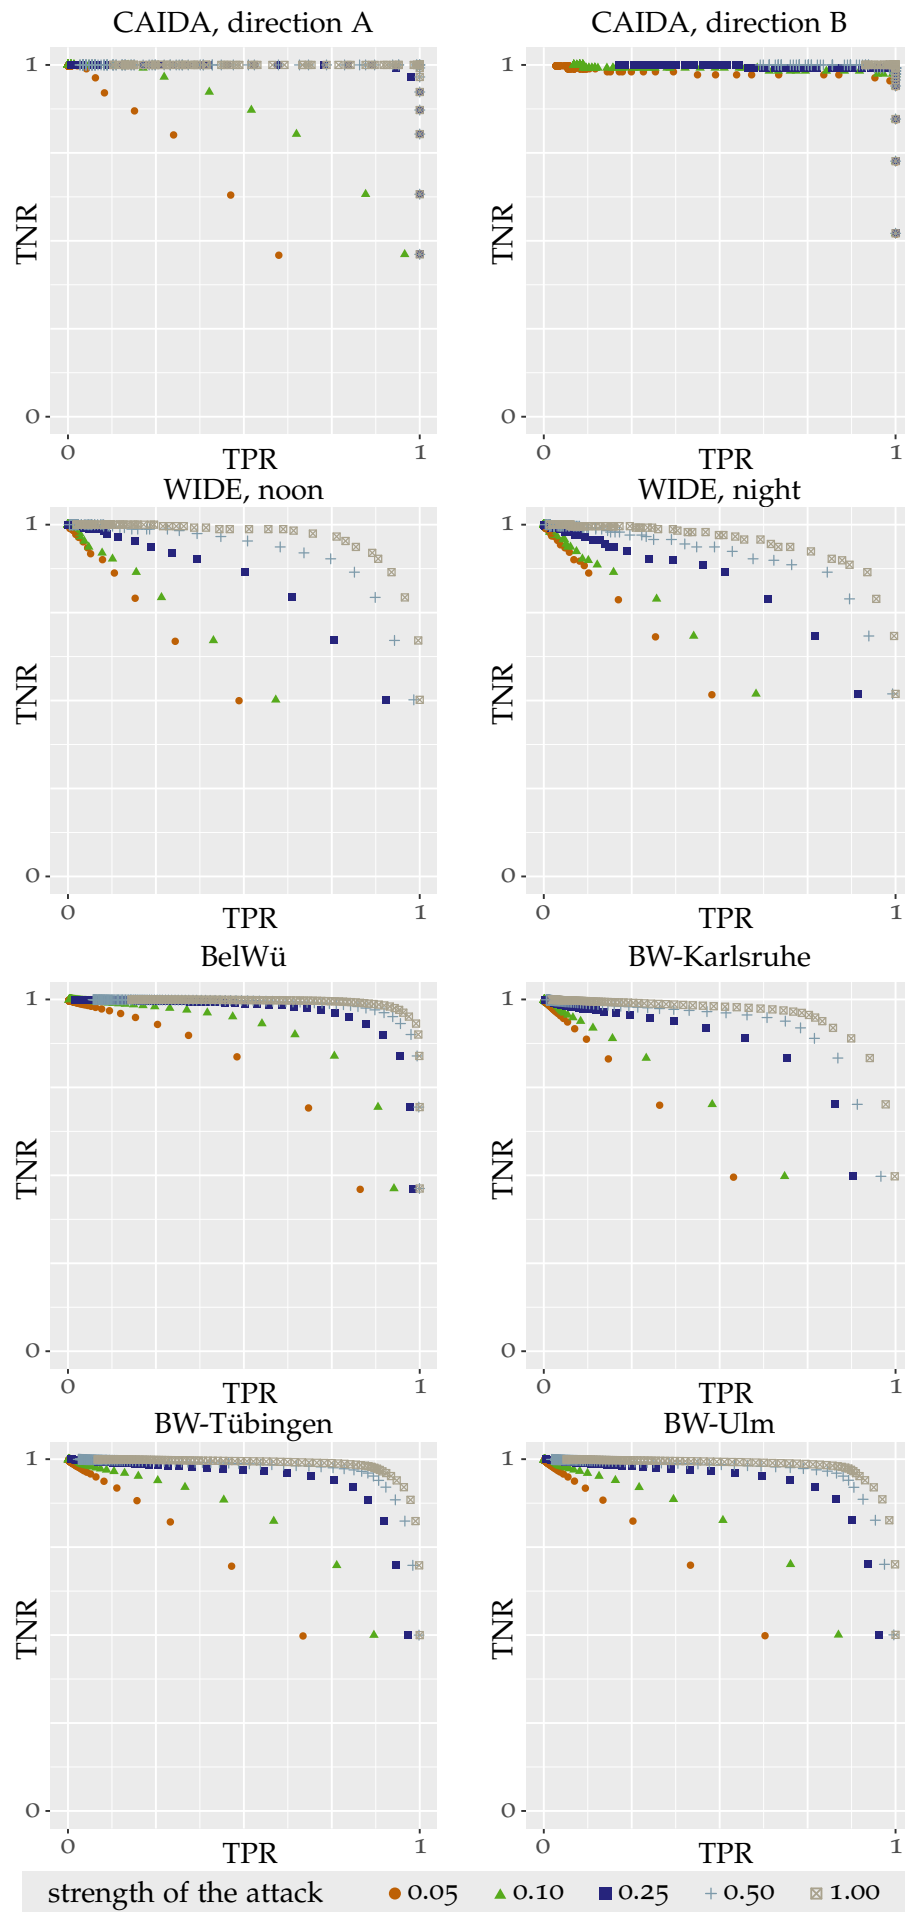 CAIDA, direction A
CAIDA, direction B
1
1
TNR
TNR
0
0
0
1
0
1
TPR
TPR
WIDE, noon
WIDE, night
1
1
TNR
TNR
0
0
0
1
0
1
TPR
TPR
BelWü
BW-Karlsruhe
1
1
TNR
TNR
0
0
0
1
0
1
TPR
TPR
BW-Tübingen
BW-Ulm
1
1
TNR
TNR
0
0
0
1
0
1
TPR
TPR
strength of the attack 0.05 0.10 0.25 0.50 1.00